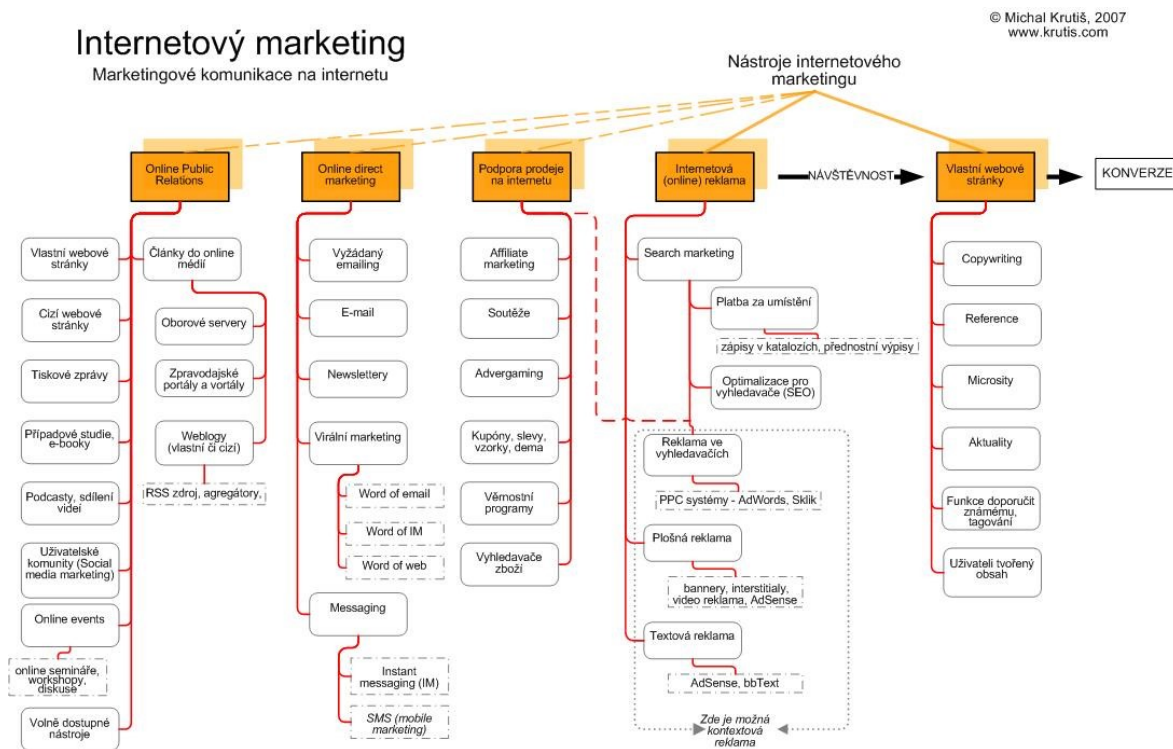 © Michal Krutiš, 2007
www.krutis.com
Internetový marketing
Marketingové komunikace na internetu
Nástroje internetového
marketingu
Online Public
Relations
Online direct
marketing
Podpora prodeje
na internetu
Internetová
(online) reklama
NÁVŠTĚVNOST
Vlastní webové
stránky
KONVERZE
Vlastní webové
stránky
Cizí webové
stránky
Tiskové zprávy
Případové studie,
e-booky
Podcasty, sdílení
videí
Uživatelské
komunity (Social
media marketing)
Online events
online semináře,
workshopy,
diskuse
Volně dostupné
nástroje
Články do online
médií
Oborové servery
Zpravodajské
portály a vortály
Weblogy
(vlastní či cizí)
RSS zdroj, agregátory,
Vyžádaný
emailing
E-mail
Newslettery
Virální marketing
Word of email
Word of IM
Word of web
Messaging
Instant
messaging (IM)
SMS (mobile
marketing)
Affiliate
marketing
Soutěže
Advergaming
Kupóny, slevy,
vzorky, dema
Věrnostní
programy
Vyhledavače
zboží
Search marketing
Platba za umístění
zápisy v katalozích, přednostní výpisy
Optimalizace pro
vyhledavače (SEO)
Reklama ve
vyhledavačích
PPC systémy - AdWords, Sklik
Plošná reklama
bannery, interstitialy,
video reklama, AdSense
Textová reklama
AdSense, bbText
Zde je možná
kontextová
reklama
Copywriting
Reference
Microsity
Aktuality
Funkce doporučit
známému,
tagování
Uživateli tvořený
obsah